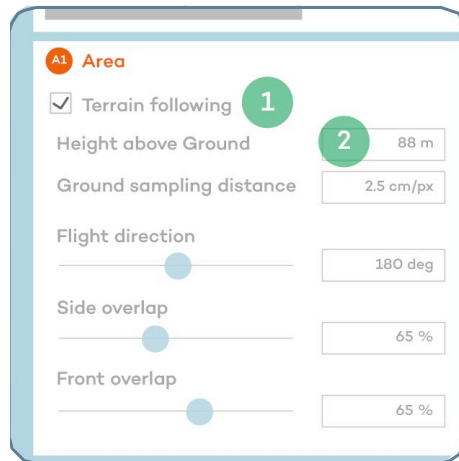 A1 Area
Terrain following 1
Height above Ground 2 88 m
Ground sampling distance 2.5 cm/px
Flight direction
180 deg
Side overlap
65 %
Front overlap
65 %